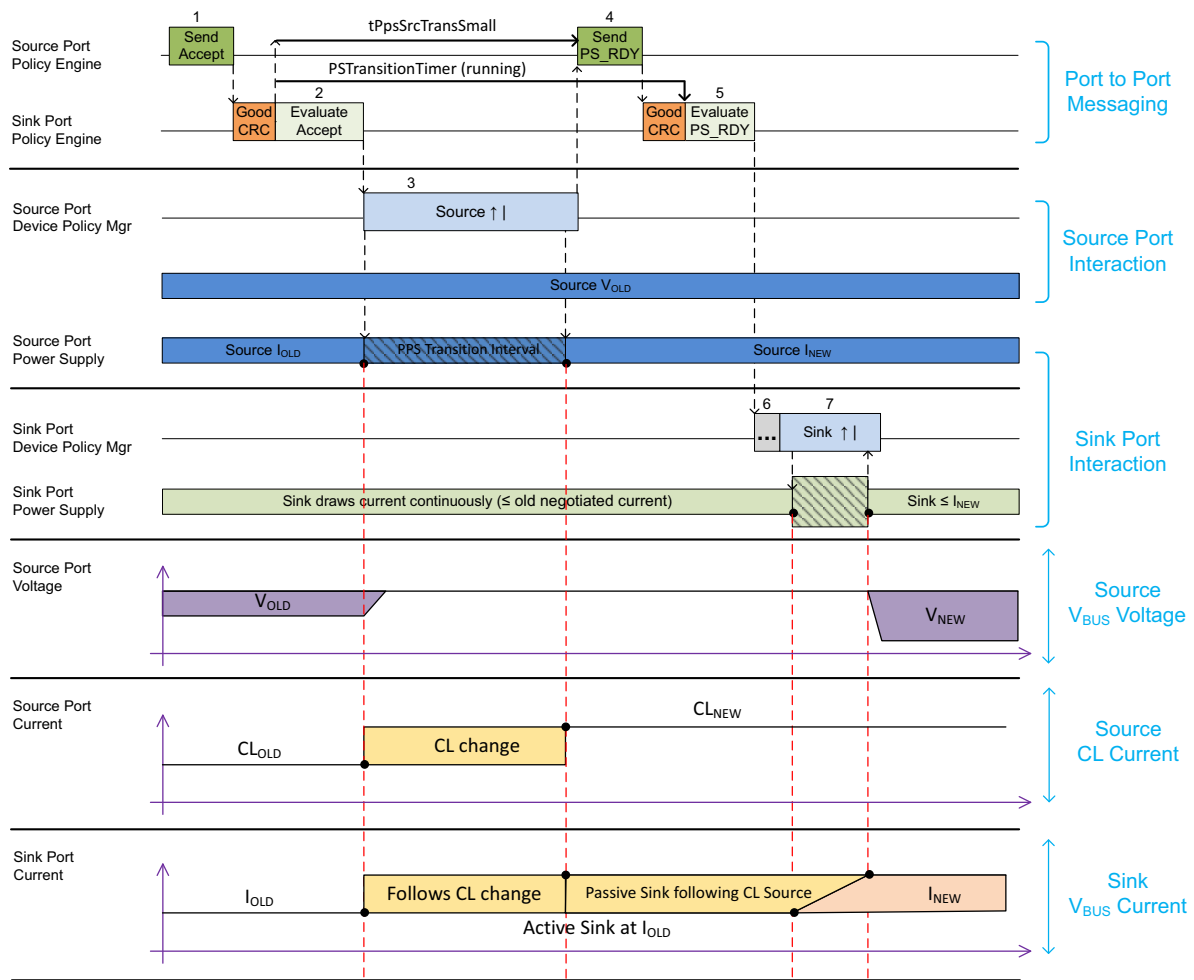 1
4
Source Port
Policy Engine
Send
Accept
tPpsSrcTransSmall
Send
PS_RDY
PSTransitionTimer (running)
2
5
Sink Port
Policy Engine
Good
CRC
Evaluate
Accept
Good
CRC
Evaluate
PS_RDY
Port to Port
Messaging
3
Source Port
Device Policy Mgr
Source ↑ |
Source VOLD
Source Port
Interaction
Source Port
Power Supply
Source IOLD
PPS Transition Interval
Source INEW
6
7
Sink Port
Device Policy Mgr
...
Sink ↑ |
Sink Port
Power Supply
Sink draws current continuously (≤ old negotiated current)
Sink ≤ INEW
Sink Port
Interaction
Source Port
Voltage
VOLD
VNEW
Source
VBUS Voltage
Source Port
Current
CLOLD
CL change
CLNEW
Source
CL Current
Sink Port
Current
IOLD
Follows CL change
Passive Sink following CL Source
INEW
Active Sink at IOLD
Sink
VBUS Current